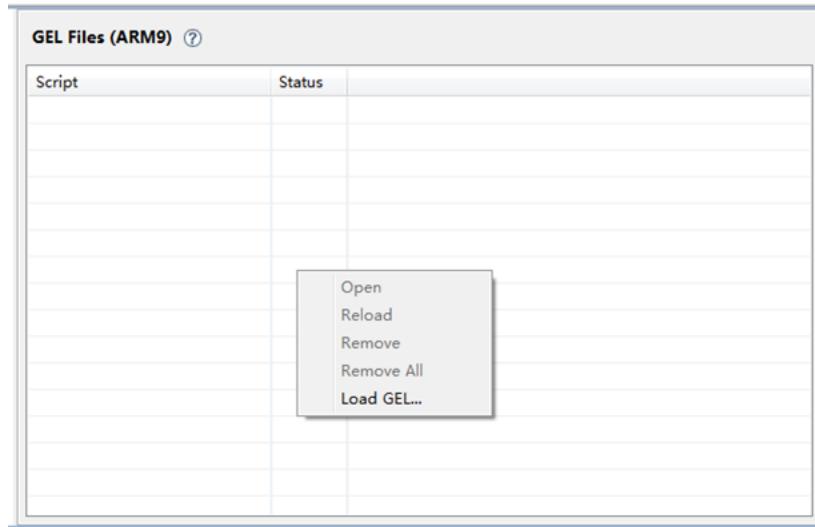 GEL Files (ARM9) ?
Script Status
Open
Reload
Remove
Remove All
Load GEL...